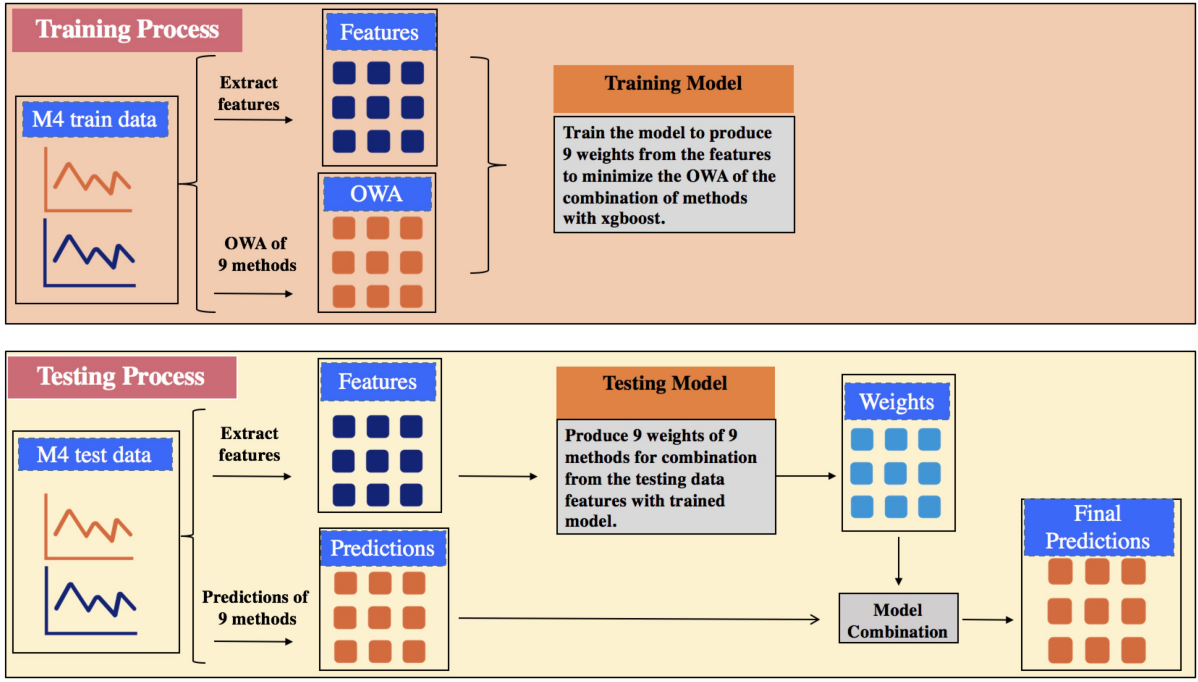 Training Process
M4 train data
Extract
features
OWA of
9 methods
Features
OWA
Training Model
Train the model to produce
9 weights from the features
to minimize the OWA of the
combination of methods
with xgboost.
Testing Process
M4 test data
Extract
features
Predictions of
9 methods
Features
Predictions
Testing Model
Produce 9 weights of 9
methods for combination
from the testing data
features with trained
model.
Weights
Model
Combination
Final
Predictions